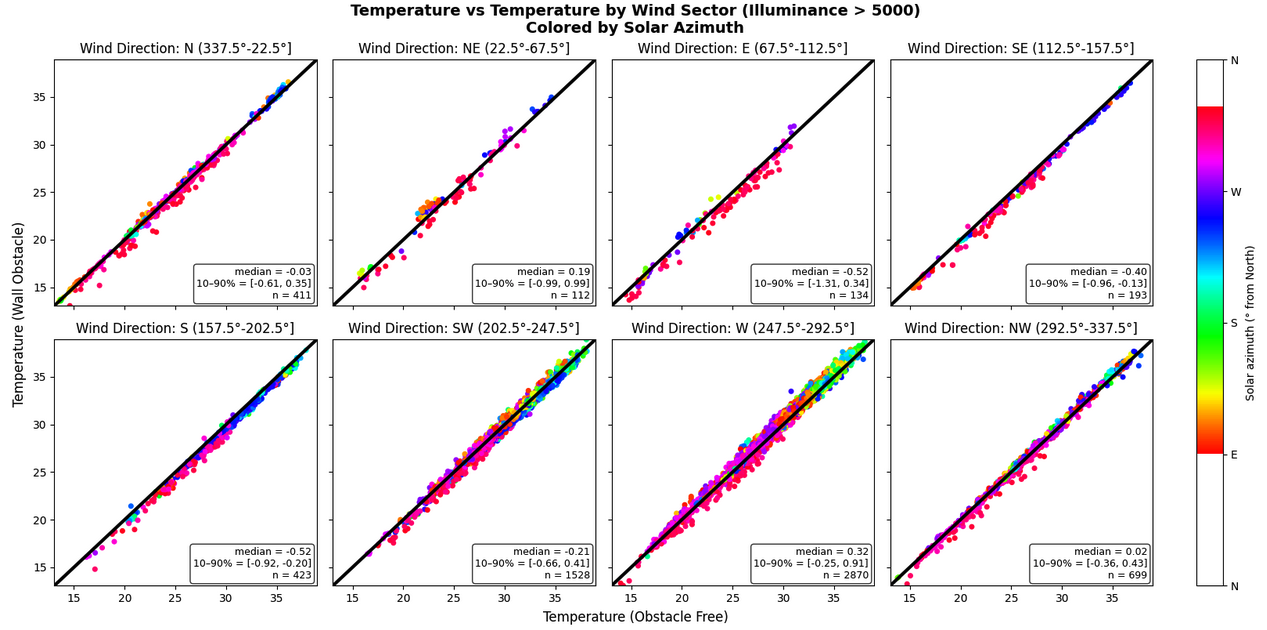 Temperature vs Temperature by Wind Sector (Illuminance > 5000)
Colored by Solar Azimuth
Wind Direction: N (337.5°-22.5°]
Wind Direction: NE (22.5°-67.5°]
Wind Direction: E (67.5°-112.5°]
Wind Direction: SE (112.5°-157.5°]
35
30
25
20
15
median = -0.03
10–90% = [-0.61, 0.35]
n = 411
median = 0.19
10–90% = [-0.99, 0.99]
n = 112
median = -0.52
10–90% = [-1.31, 0.34]
n = 134
median = -0.40
10–90% = [-0.96, -0.13]
n = 193
Temperature (Wall Obstacle)
Wind Direction: S (157.5°-202.5°]
Wind Direction: SW (202.5°-247.5°]
Wind Direction: W (247.5°-292.5°]
Wind Direction: NW (292.5°-337.5°]
35
30
25
20
15
median = -0.52
10–90% = [-0.92, -0.20]
n = 423
median = -0.21
10–90% = [-0.66, 0.41]
n = 1528
median = 0.32
10–90% = [-0.25, 0.91]
n = 2870
median = 0.02
10–90% = [-0.36, 0.43]
n = 699
15 20 25 30 35
15 20 25 30 35
15 20 25 30 35
15 20 25 30 35
Temperature (Obstacle Free)
N
W
S
E
N
Solar azimuth (° from North)